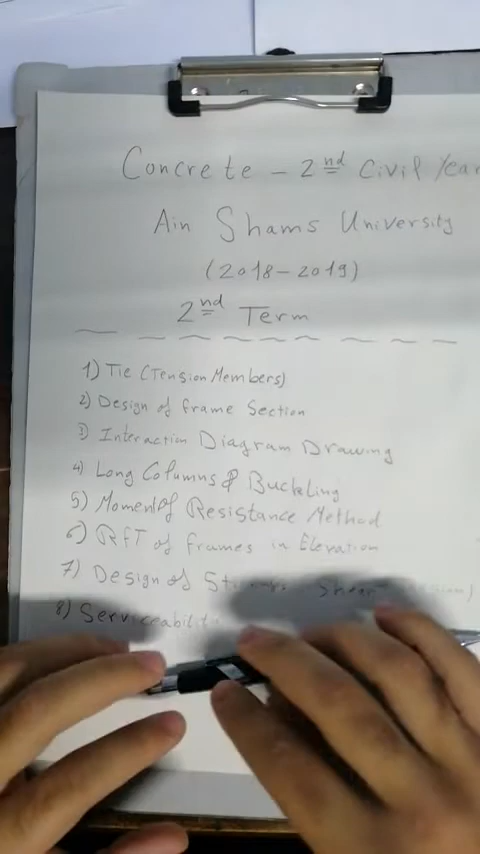 Concrete - 2nd Civil Year
Ain Shams University
(2018-2019)
2nd Term
1) Tie (Tension Members)
2) Design of frame Section
3) Interaction Diagram Drawing
4) Long Columns & Buckling
5) Moment of Resistance Method
6) RFT of frames in Elevation
7) Design of
8) Serviceability